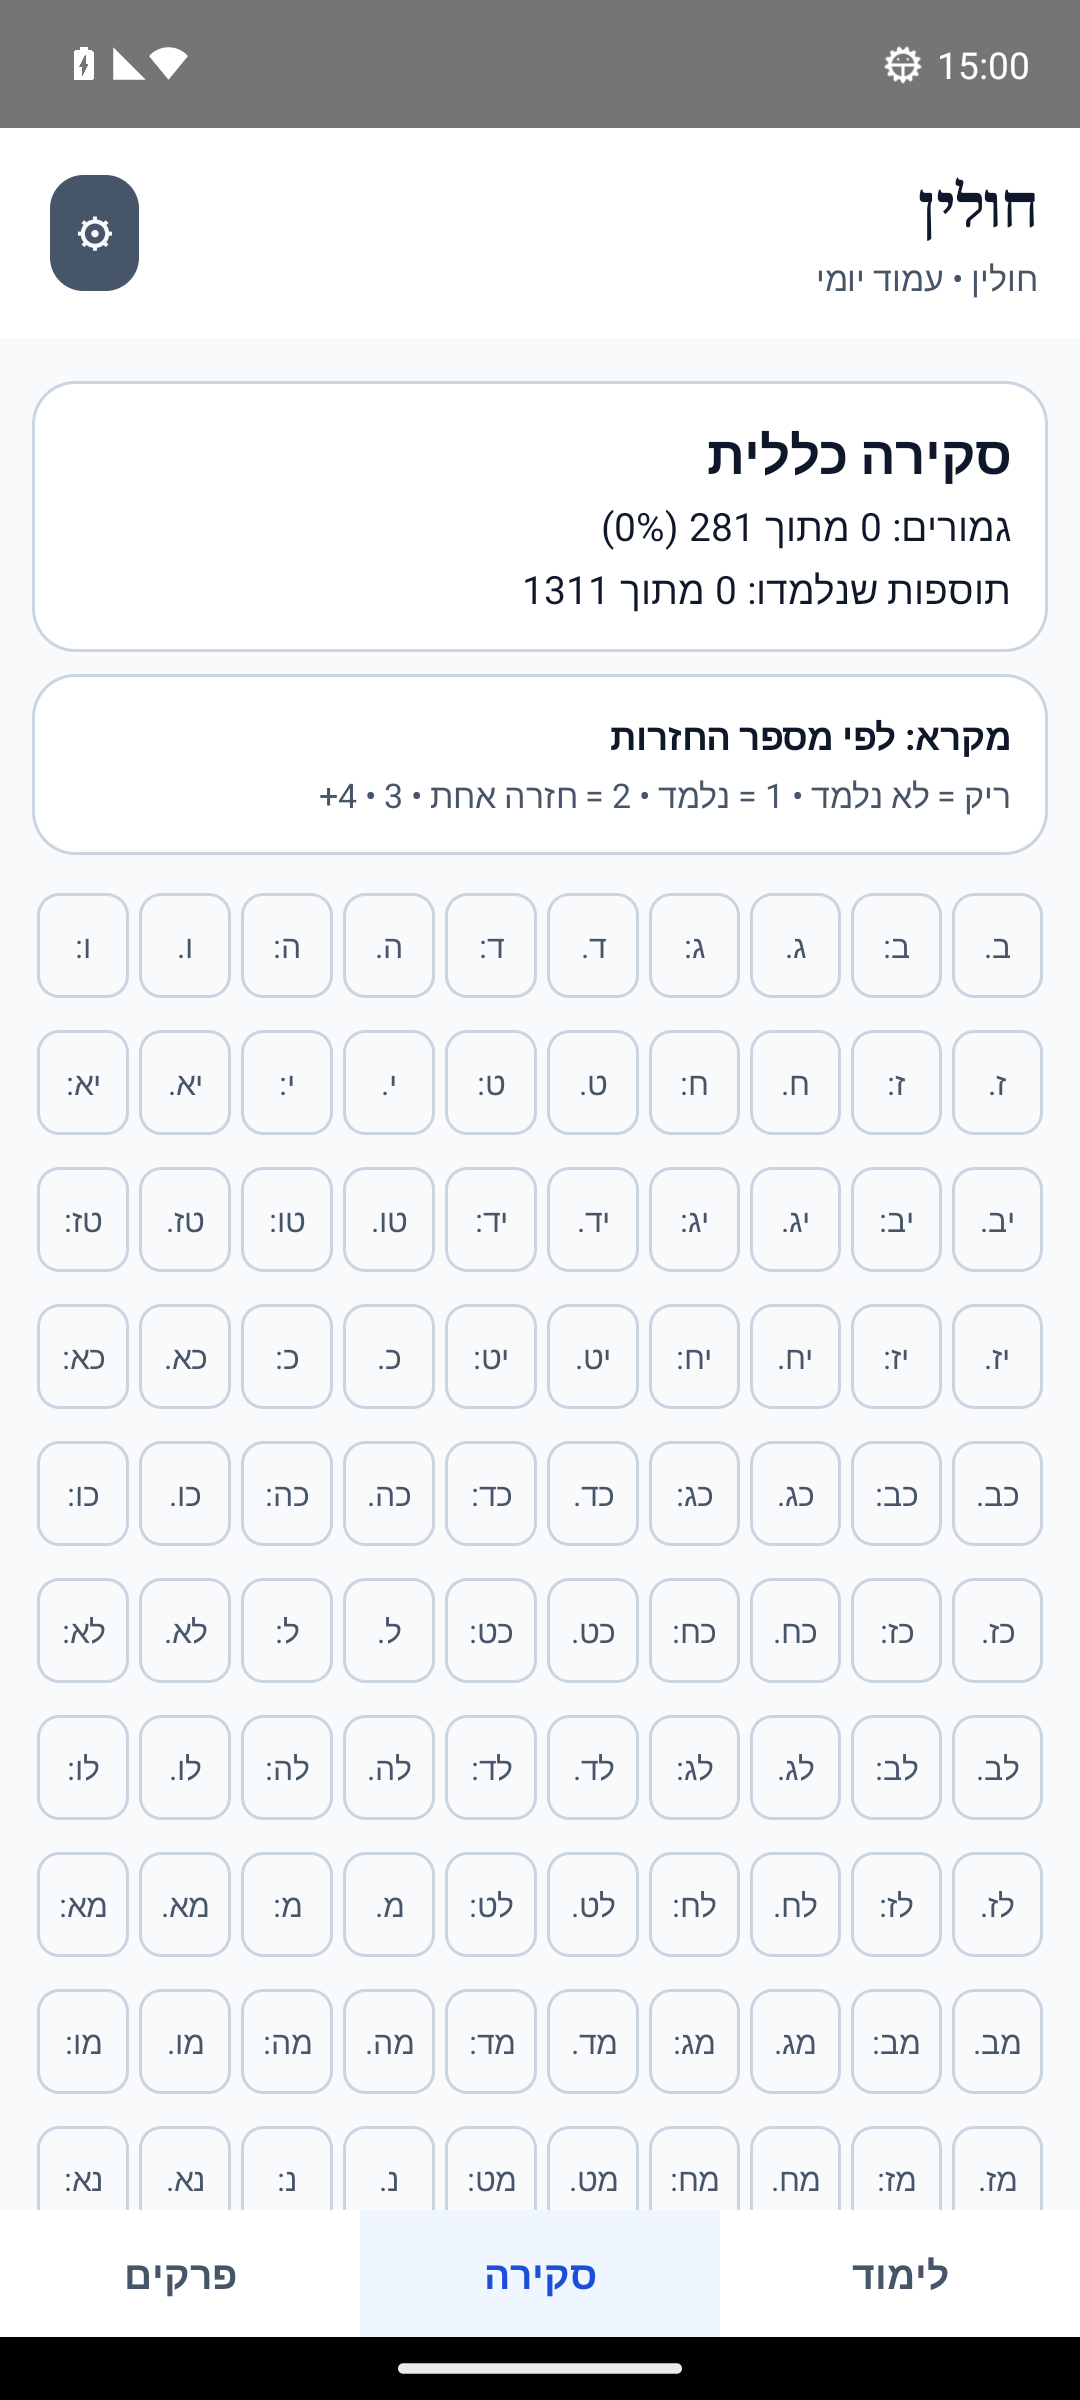 15:00
חולין
חולין • עמוד יומי
סקירה כללית
גמורים: 0 מתוך 281 (0%)
תוספות שנלמדו: 0 מתוך 1311
מקרא: לפי מספר החזרות
ריק = לא נלמד • 1 = נלמד • 2 = חזרה אחת • 3 • 4+
ב. ב: ג. ג: ד. ד: ה. ה: ו. ו:
ז. ז: ח. ח: ט. ט: י. י: יא. יא:
יב. יב: יג. יג: יד. יד: טו. טו: טז. טז:
יז. יז: יח. יח: יט. יט: כ. כ: כא. כא:
כב. כב: כג. כג: כד. כד: כה. כה: כו. כו:
כז. כז: כח. כח: כט. כט: ל. ל: לא. לא:
לב. לב: לג. לג: לד. לד: לה. לה: לו. לו:
לז. לז: לח. לח: לט. לט: מ. מ: מא. מא:
מב. מב: מג. מג: מד. מד: מה. מה: מו. מו:
מז. מז: מח. מח: מט. מט: נ. נ: נא. נא:
לימוד סקירה פרקים